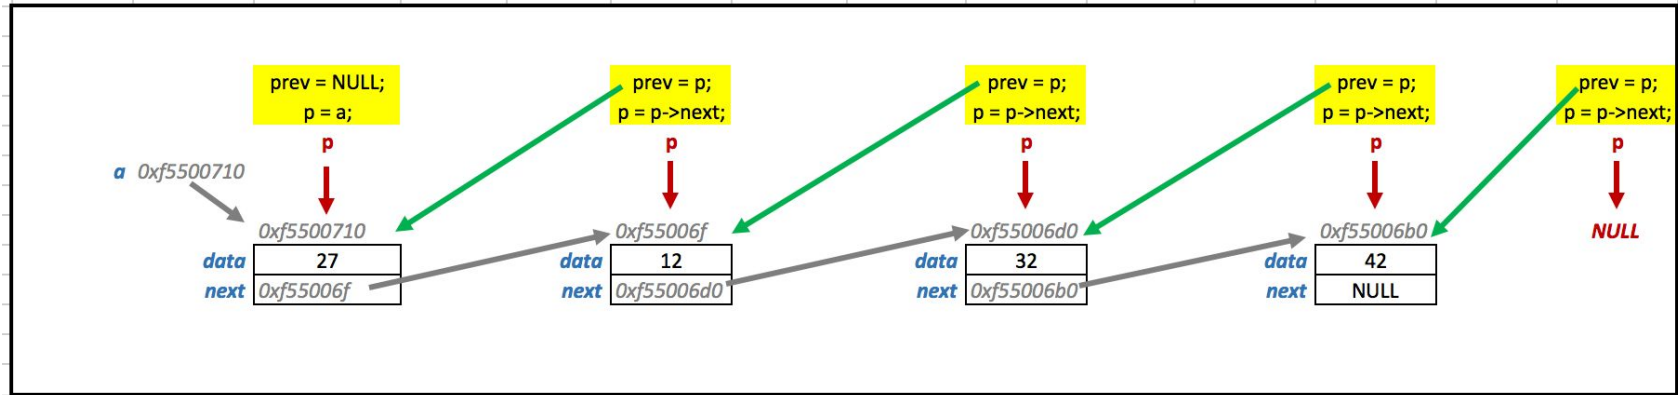 prev = NULL;
p = a;
prev = p;
p = p->next;
prev = p;
p = p->next;
prev = p;
p = p->next;
prev = p;
p = p->next;
p
p
p
p
p
a 0xf5500710
0xf5500710
0xf55006f
0xf55006d0
0xf55006b0
NULL
data 27
data 12
data 32
data 42
next 0xf55006f
next 0xf55006d0
next 0xf55006b0
next NULL